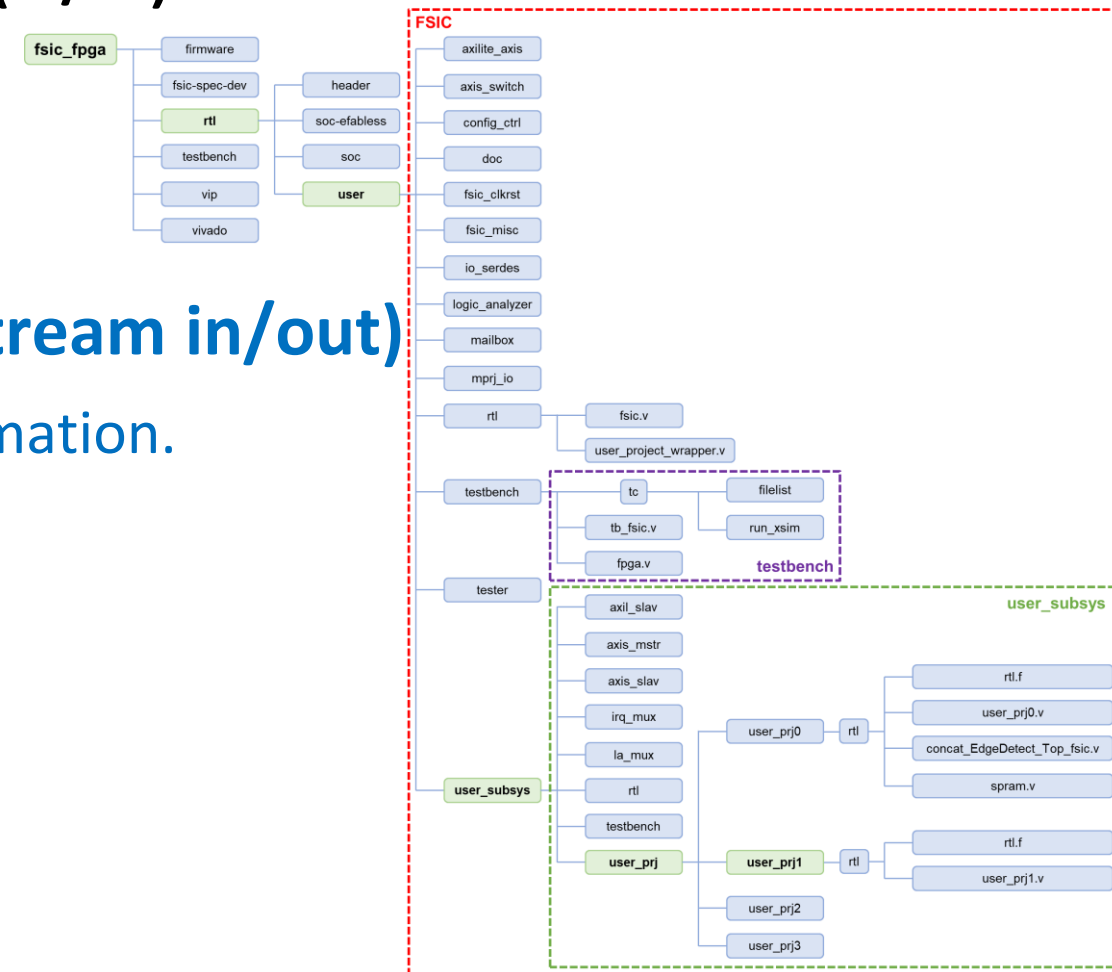 FSIC
fsic_fpga
firmware
fsic-spec-dev
rtl
testbench
vip
vivado
header
soc-efabless
soc
user
axilite_axis
axis_switch
config_ctrl
doc
fsic_clkrst
fsic_misc
io_serdes
logic_analyzer
mailbox
mprj_io
rtl
fsic.v
user_project_wrapper.v
tream in/out)
mation.
testbench
tc
filelist
tb_fsic.v
run_xsim
fpga.v
testbench
tester
user_subsys
user_subsys
axil_slav
axis_mstr
axis_slav
irq_mux
la_mux
rtl
testbench
user_prj
user_prj0
rtl
rtl.f
user_prj0.v
concat_EdgeDetect_Top_fsic.v
spram.v
user_prj1
rtl
rtl.f
user_prj1.v
user_prj2
user_prj3